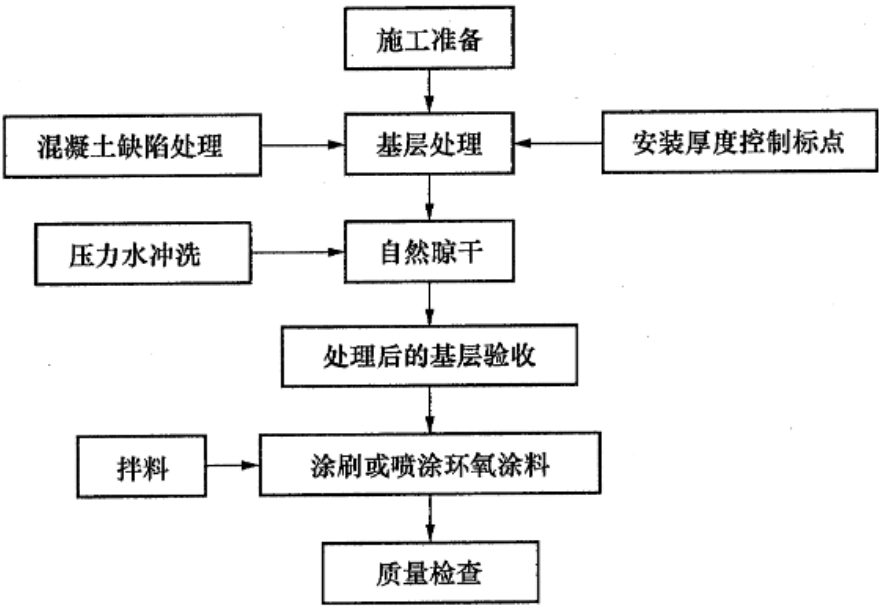 施工准备
混凝土缺陷处理
基层处理
安装厚度控制标点
压力水冲洗
自然晾干
处理后的基层验收
拌料
涂刷或喷涂环氧涂料
质量检查